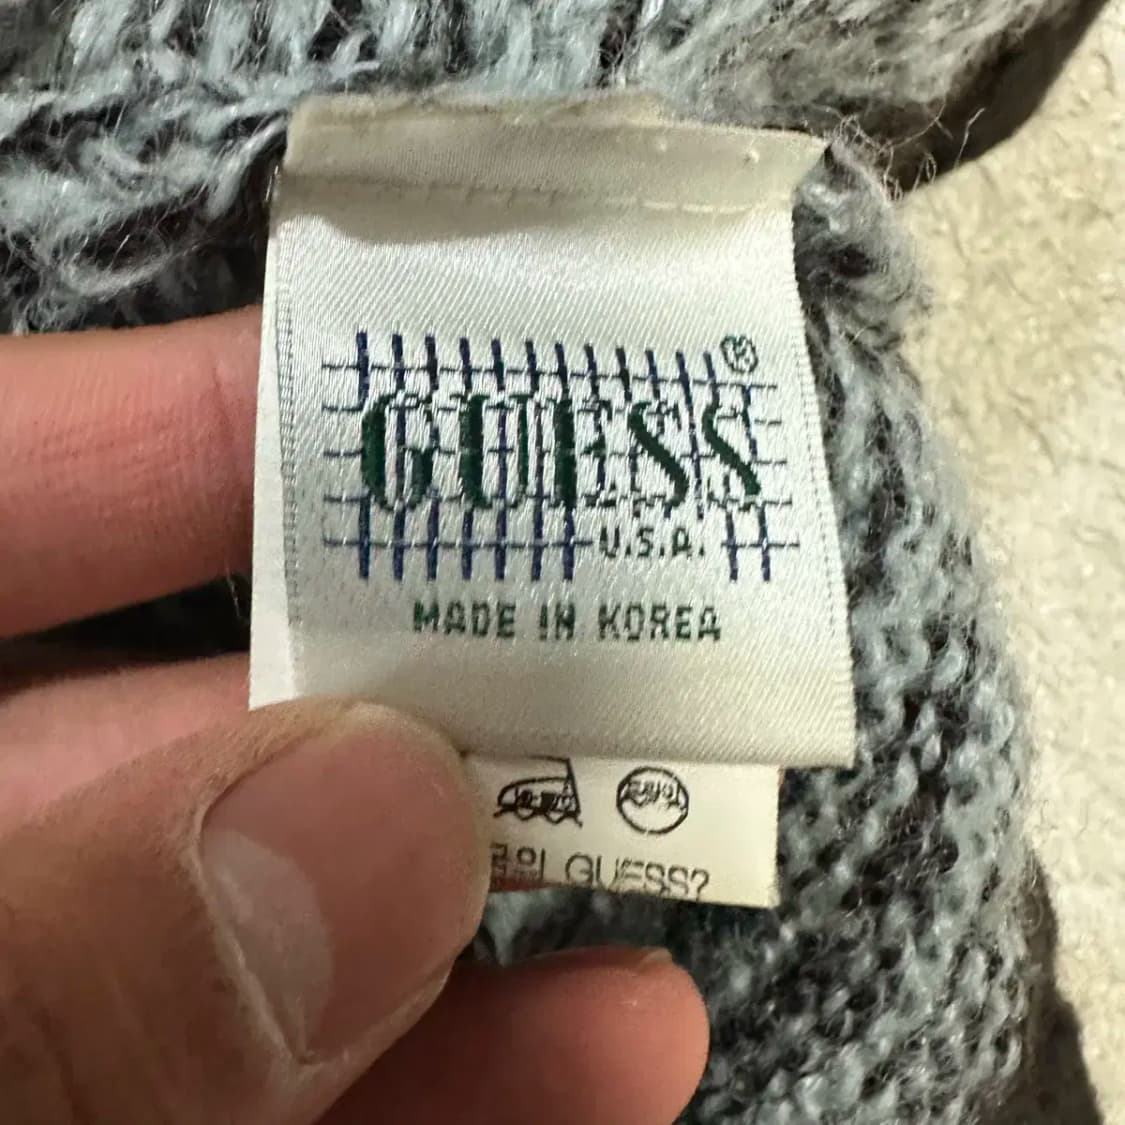 GUESS ®
U.S.A.
MADE IN KOREA
GUESS?